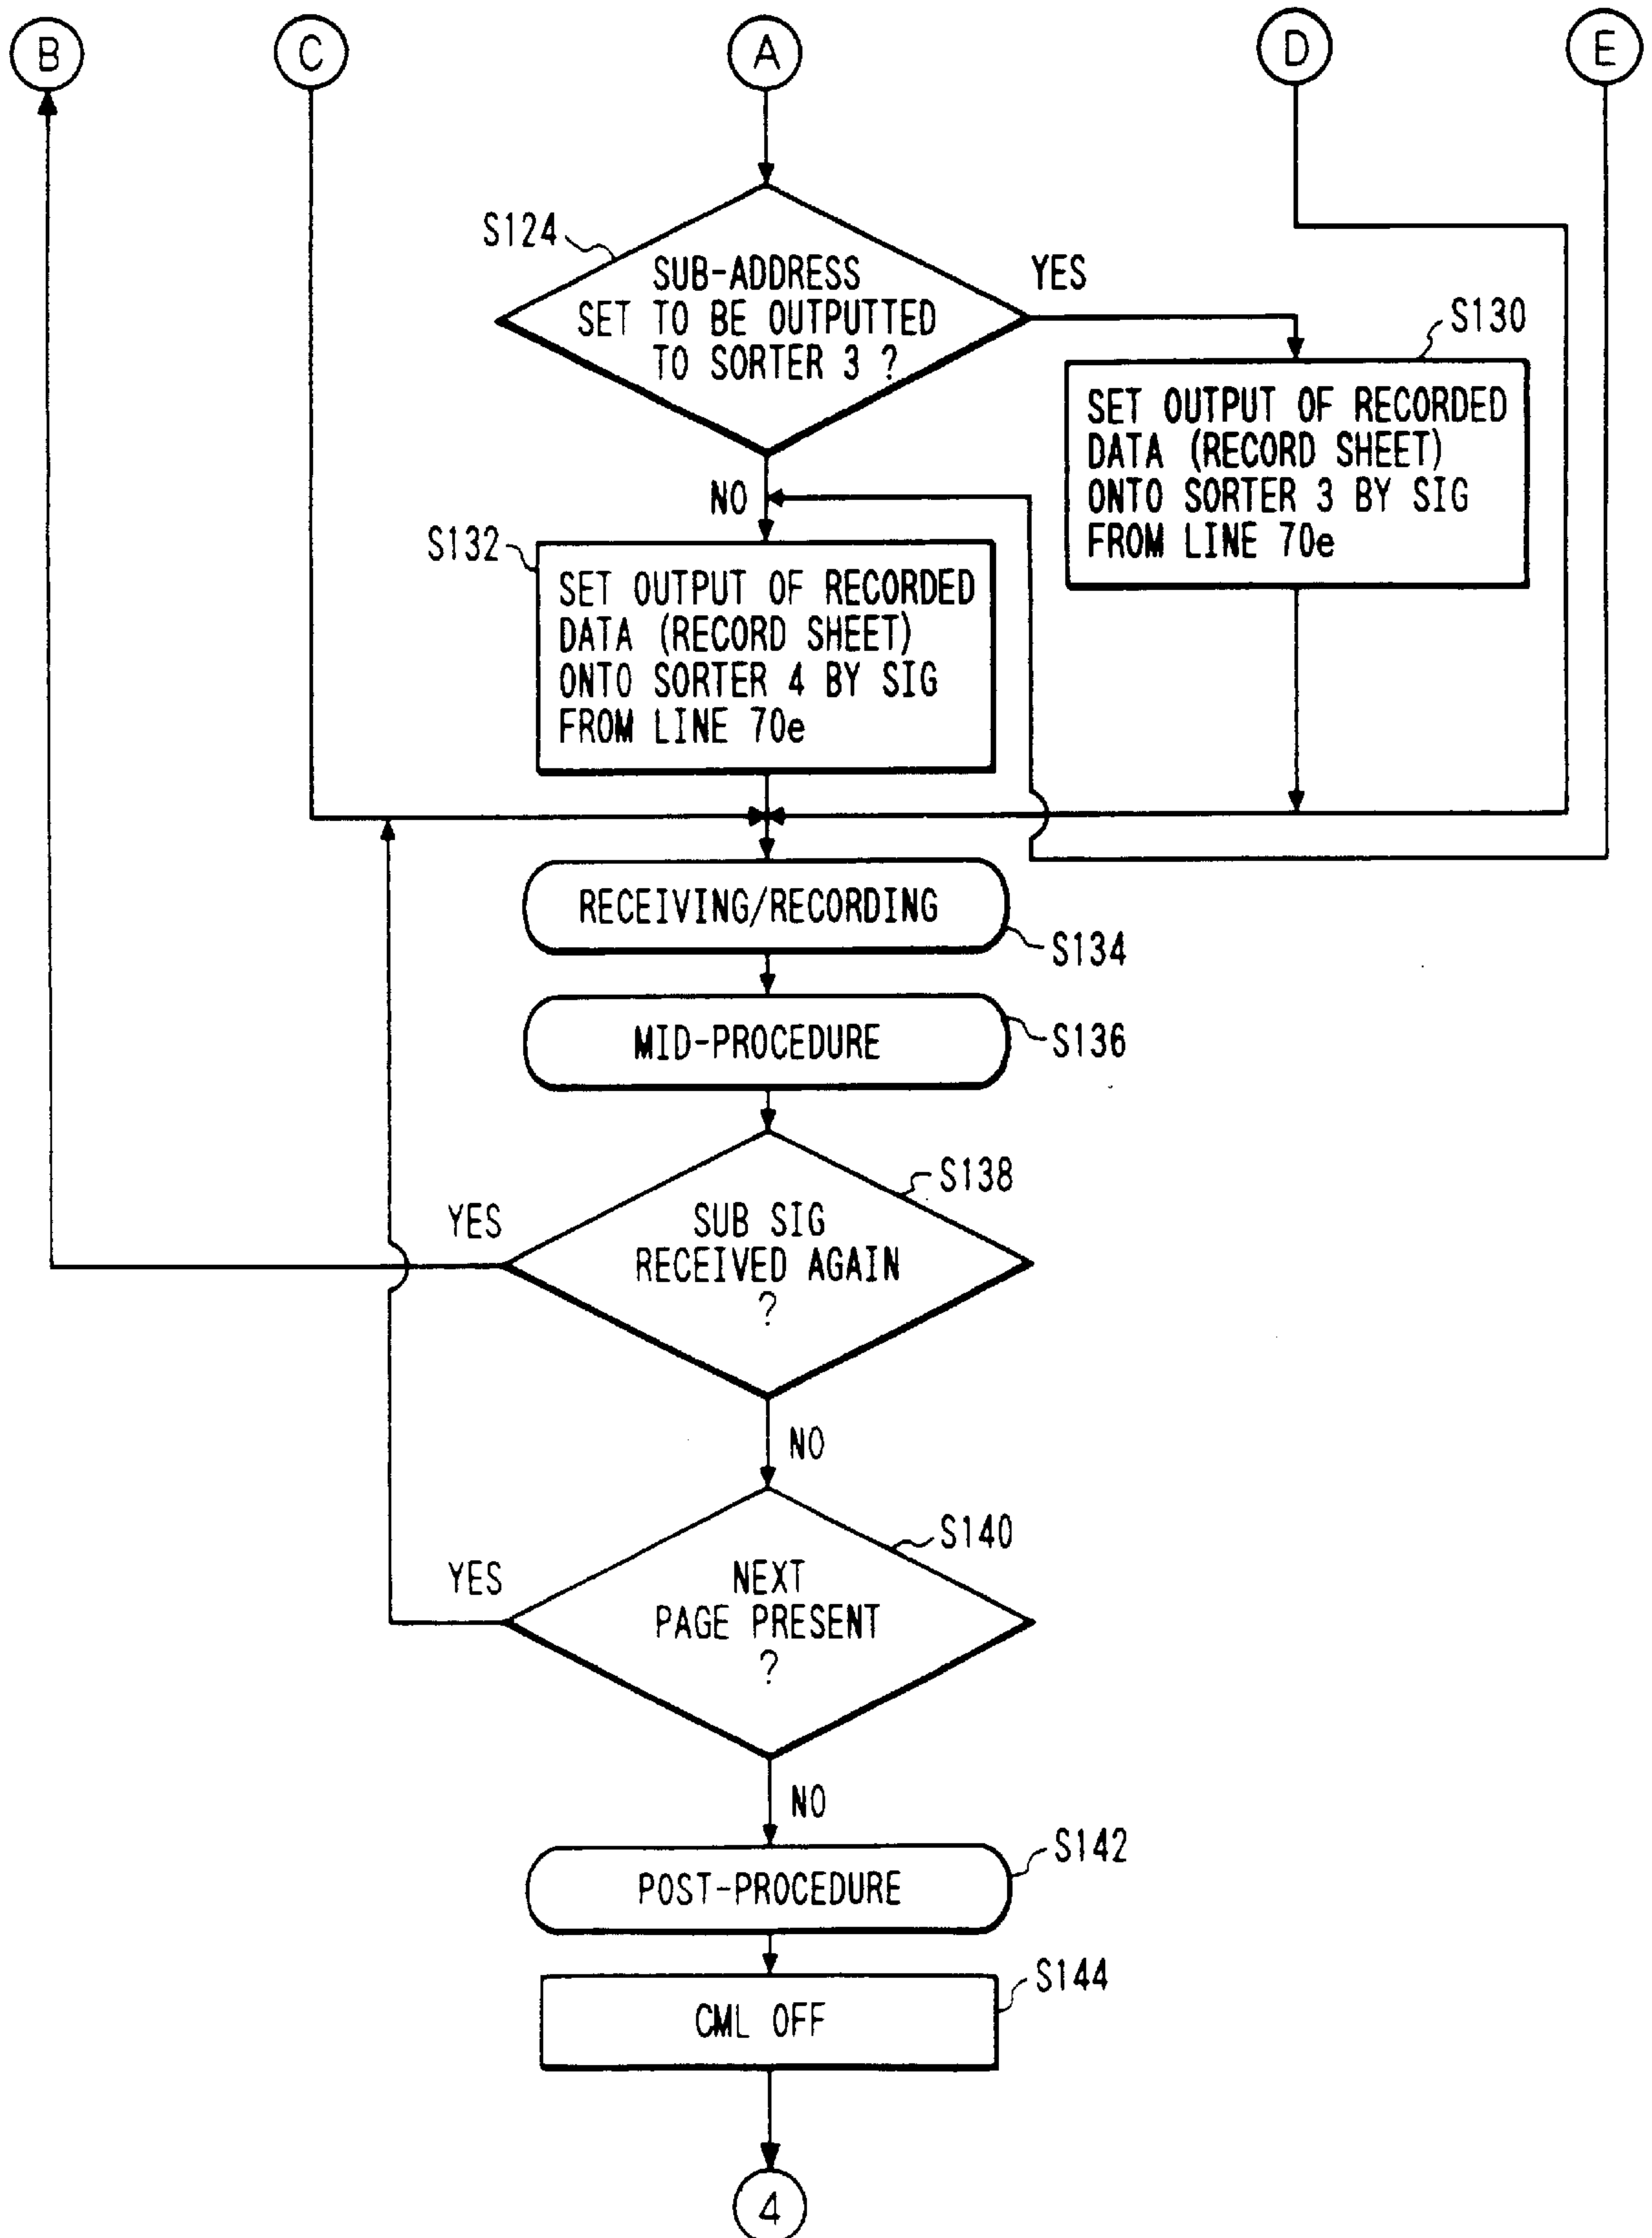 B
C
A
D
E
S124
SUB-ADDRESS
SET TO BE OUTPUTTED
TO SORTER 3 ?
YES
S130
SET OUTPUT OF RECORDED
DATA (RECORD SHEET)
ONTO SORTER 3 BY SIG
FROM LINE 70e
NO
S132
SET OUTPUT OF RECORDED
DATA (RECORD SHEET)
ONTO SORTER 4 BY SIG
FROM LINE 70e
RECEIVING/RECORDING
S134
MID-PROCEDURE
S136
S138
YES
SUB SIG
RECEIVED AGAIN
?
NO
S140
YES
NEXT
PAGE PRESENT
?
NO
S142
POST-PROCEDURE
S144
CML OFF
4